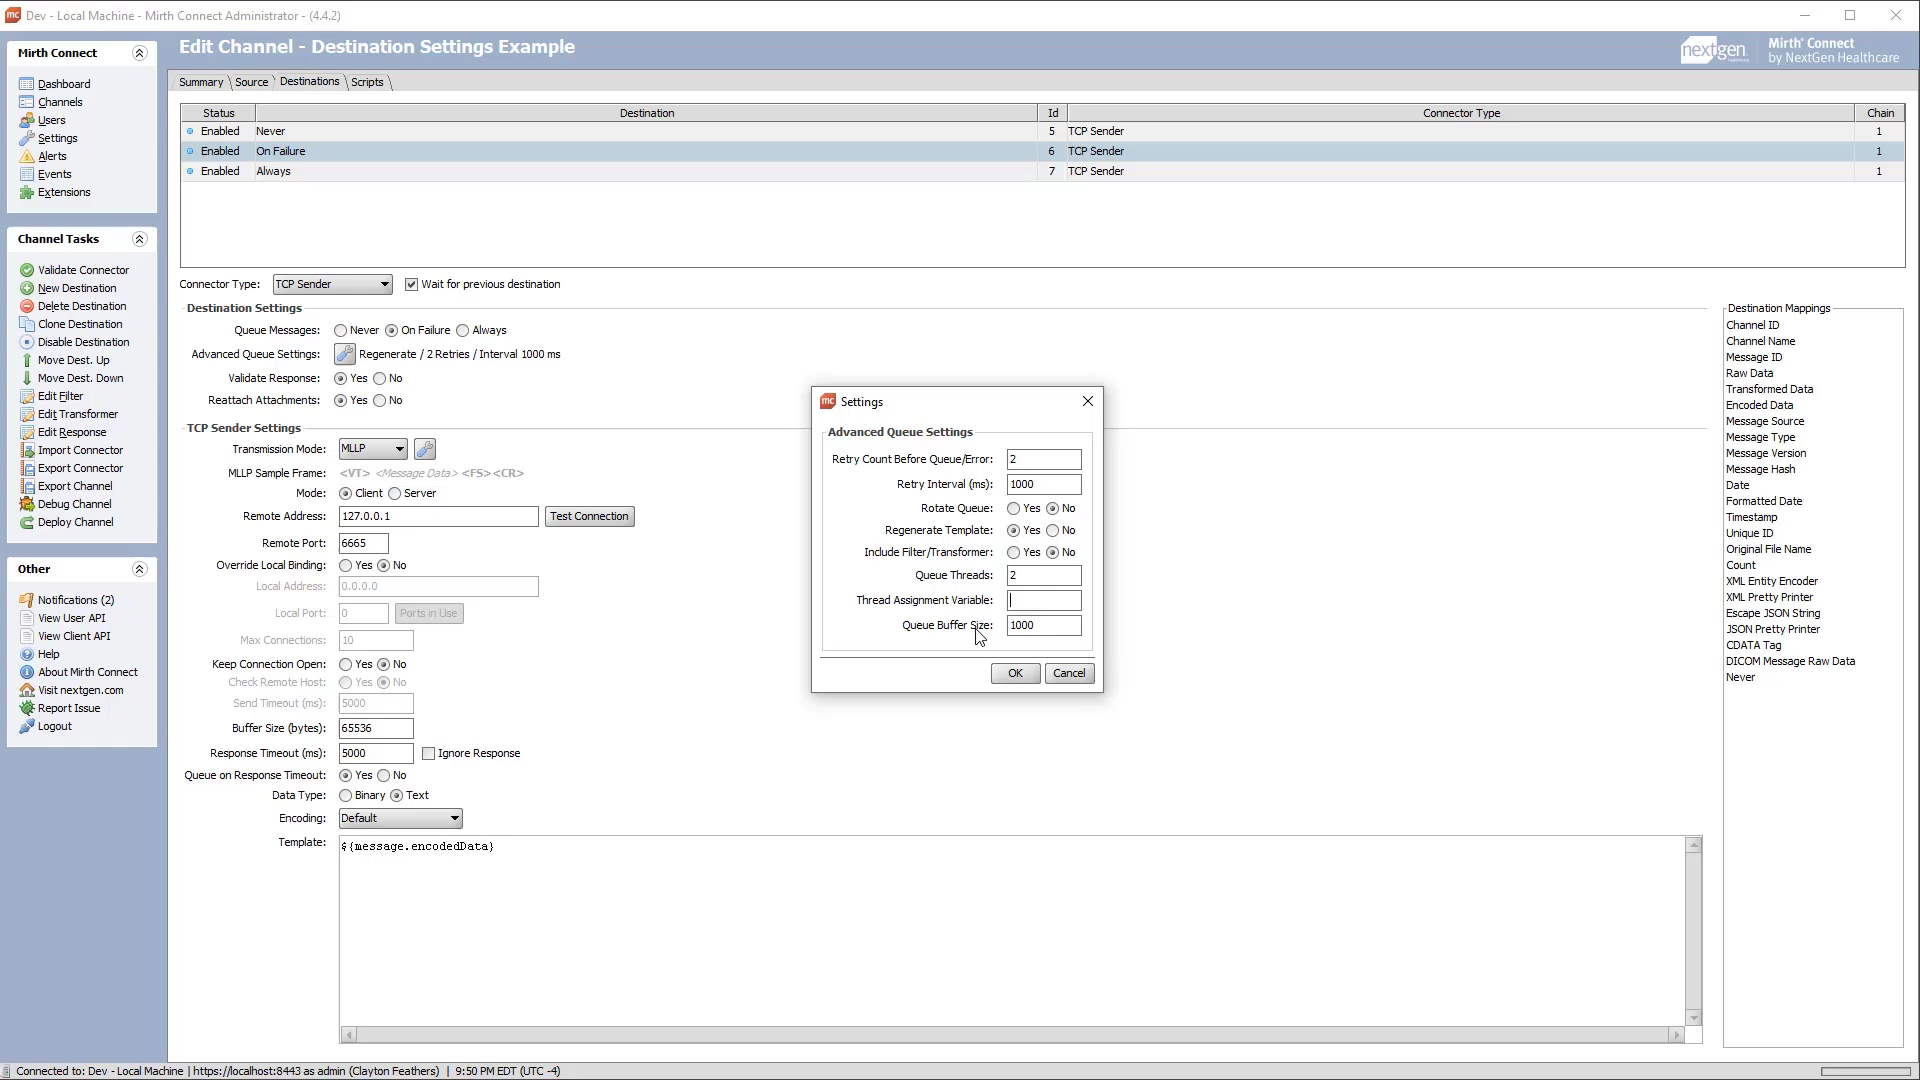 mc Dev - Local Machine - Mirth Connect Administrator - (4.4.2)
Mirth Connect
Dashboard
Channels
Users
Settings
Alerts
Events
Extensions
Channel Tasks
Validate Connector
New Destination
Delete Destination
Clone Destination
Disable Destination
Move Dest. Up
Move Dest. Down
Edit Filter
Edit Transformer
Edit Response
Import Connector
Export Connector
Export Channel
Debug Channel
Deploy Channel
Other
Notifications (2)
View User API
View Client API
Help
About Mirth Connect
Visit nextgen.com
Report Issue
Logout
Edit Channel - Destination Settings Example
nextgen
Mirth® Connect
by NextGen Healthcare
Summary Source Destinations Scripts
Status Destination Id Connector Type Chain
Enabled Never 5 TCP Sender 1
Enabled On Failure 6 TCP Sender 1
Enabled Always 7 TCP Sender 1
Connector Type: TCP Sender Wait for previous destination
Destination Settings
Queue Messages: Never On Failure Always
Advanced Queue Settings: Regenerate / 2 Retries / Interval 1000 ms
Validate Response: Yes No
Reattach Attachments: Yes No
TCP Sender Settings
Transmission Mode: MLLP
MLLP Sample Frame: <VT> <Message Data> <FS><CR>
Mode: Client Server
Remote Address: 127.0.0.1 Test Connection
Remote Port: 6665
Override Local Binding: Yes No
Local Address: 0.0.0.0
Local Port: 0 Ports in Use
Max Connections: 10
Keep Connection Open: Yes No
Check Remote Host: Yes No
Send Timeout (ms): 5000
Buffer Size (bytes): 65536
Response Timeout (ms): 5000 Ignore Response
Queue on Response Timeout: Yes No
Data Type: Binary Text
Encoding: Default
Template: ${message.encodedData}
mc Settings
Advanced Queue Settings
Retry Count Before Queue/Error: 2
Retry Interval (ms): 1000
Rotate Queue: Yes No
Regenerate Template: Yes No
Include Filter/Transformer: Yes No
Queue Threads: 2
Thread Assignment Variable:
Queue Buffer Size: 1000
OK Cancel
Destination Mappings
Channel ID
Channel Name
Message ID
Raw Data
Transformed Data
Encoded Data
Message Source
Message Type
Message Version
Message Hash
Date
Formatted Date
Timestamp
Unique ID
Original File Name
Count
XML Entity Encoder
XML Pretty Printer
Escape JSON String
JSON Pretty Printer
CDATA Tag
DICOM Message Raw Data
Never
Connected to: Dev - Local Machine | https://localhost:8443 as admin (Clayton Feathers) | 9:50 PM EDT (UTC -4)